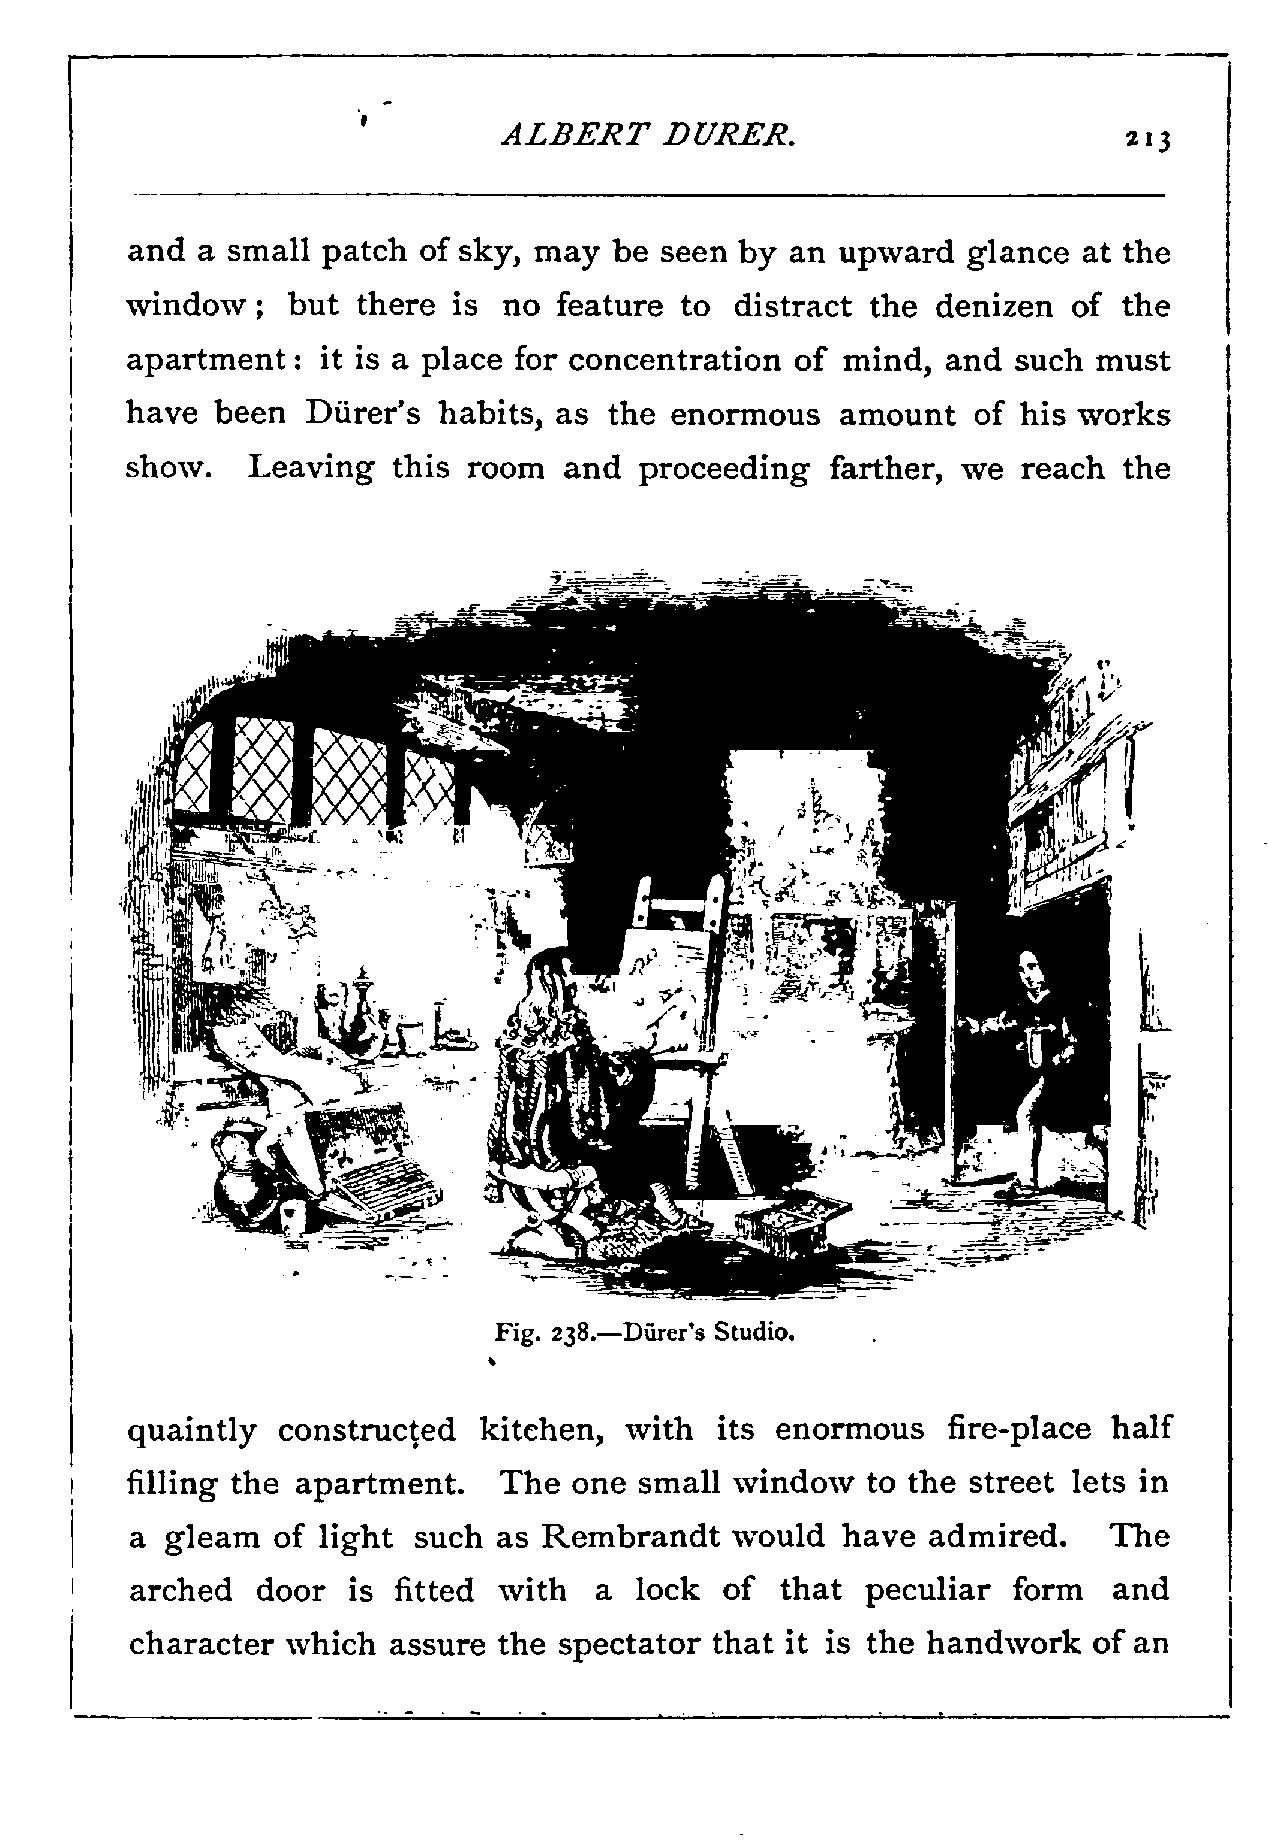 ALBERT DURER. 213
and a small patch of sky, may be seen by an upward glance at the
window ; but there is no feature to distract the denizen of the
apartment : it is a place for concentration of mind, and such must
have been Dürer's habits, as the enormous amount of his works
show. Leaving this room and proceeding farther, we reach the
Fig. 238.—Dürer's Studio.
quaintly constructed kitchen, with its enormous fire-place half
filling the apartment. The one small window to the street lets in
a gleam of light such as Rembrandt would have admired. The
arched door is fitted with a lock of that peculiar form and
character which assure the spectator that it is the handwork of an